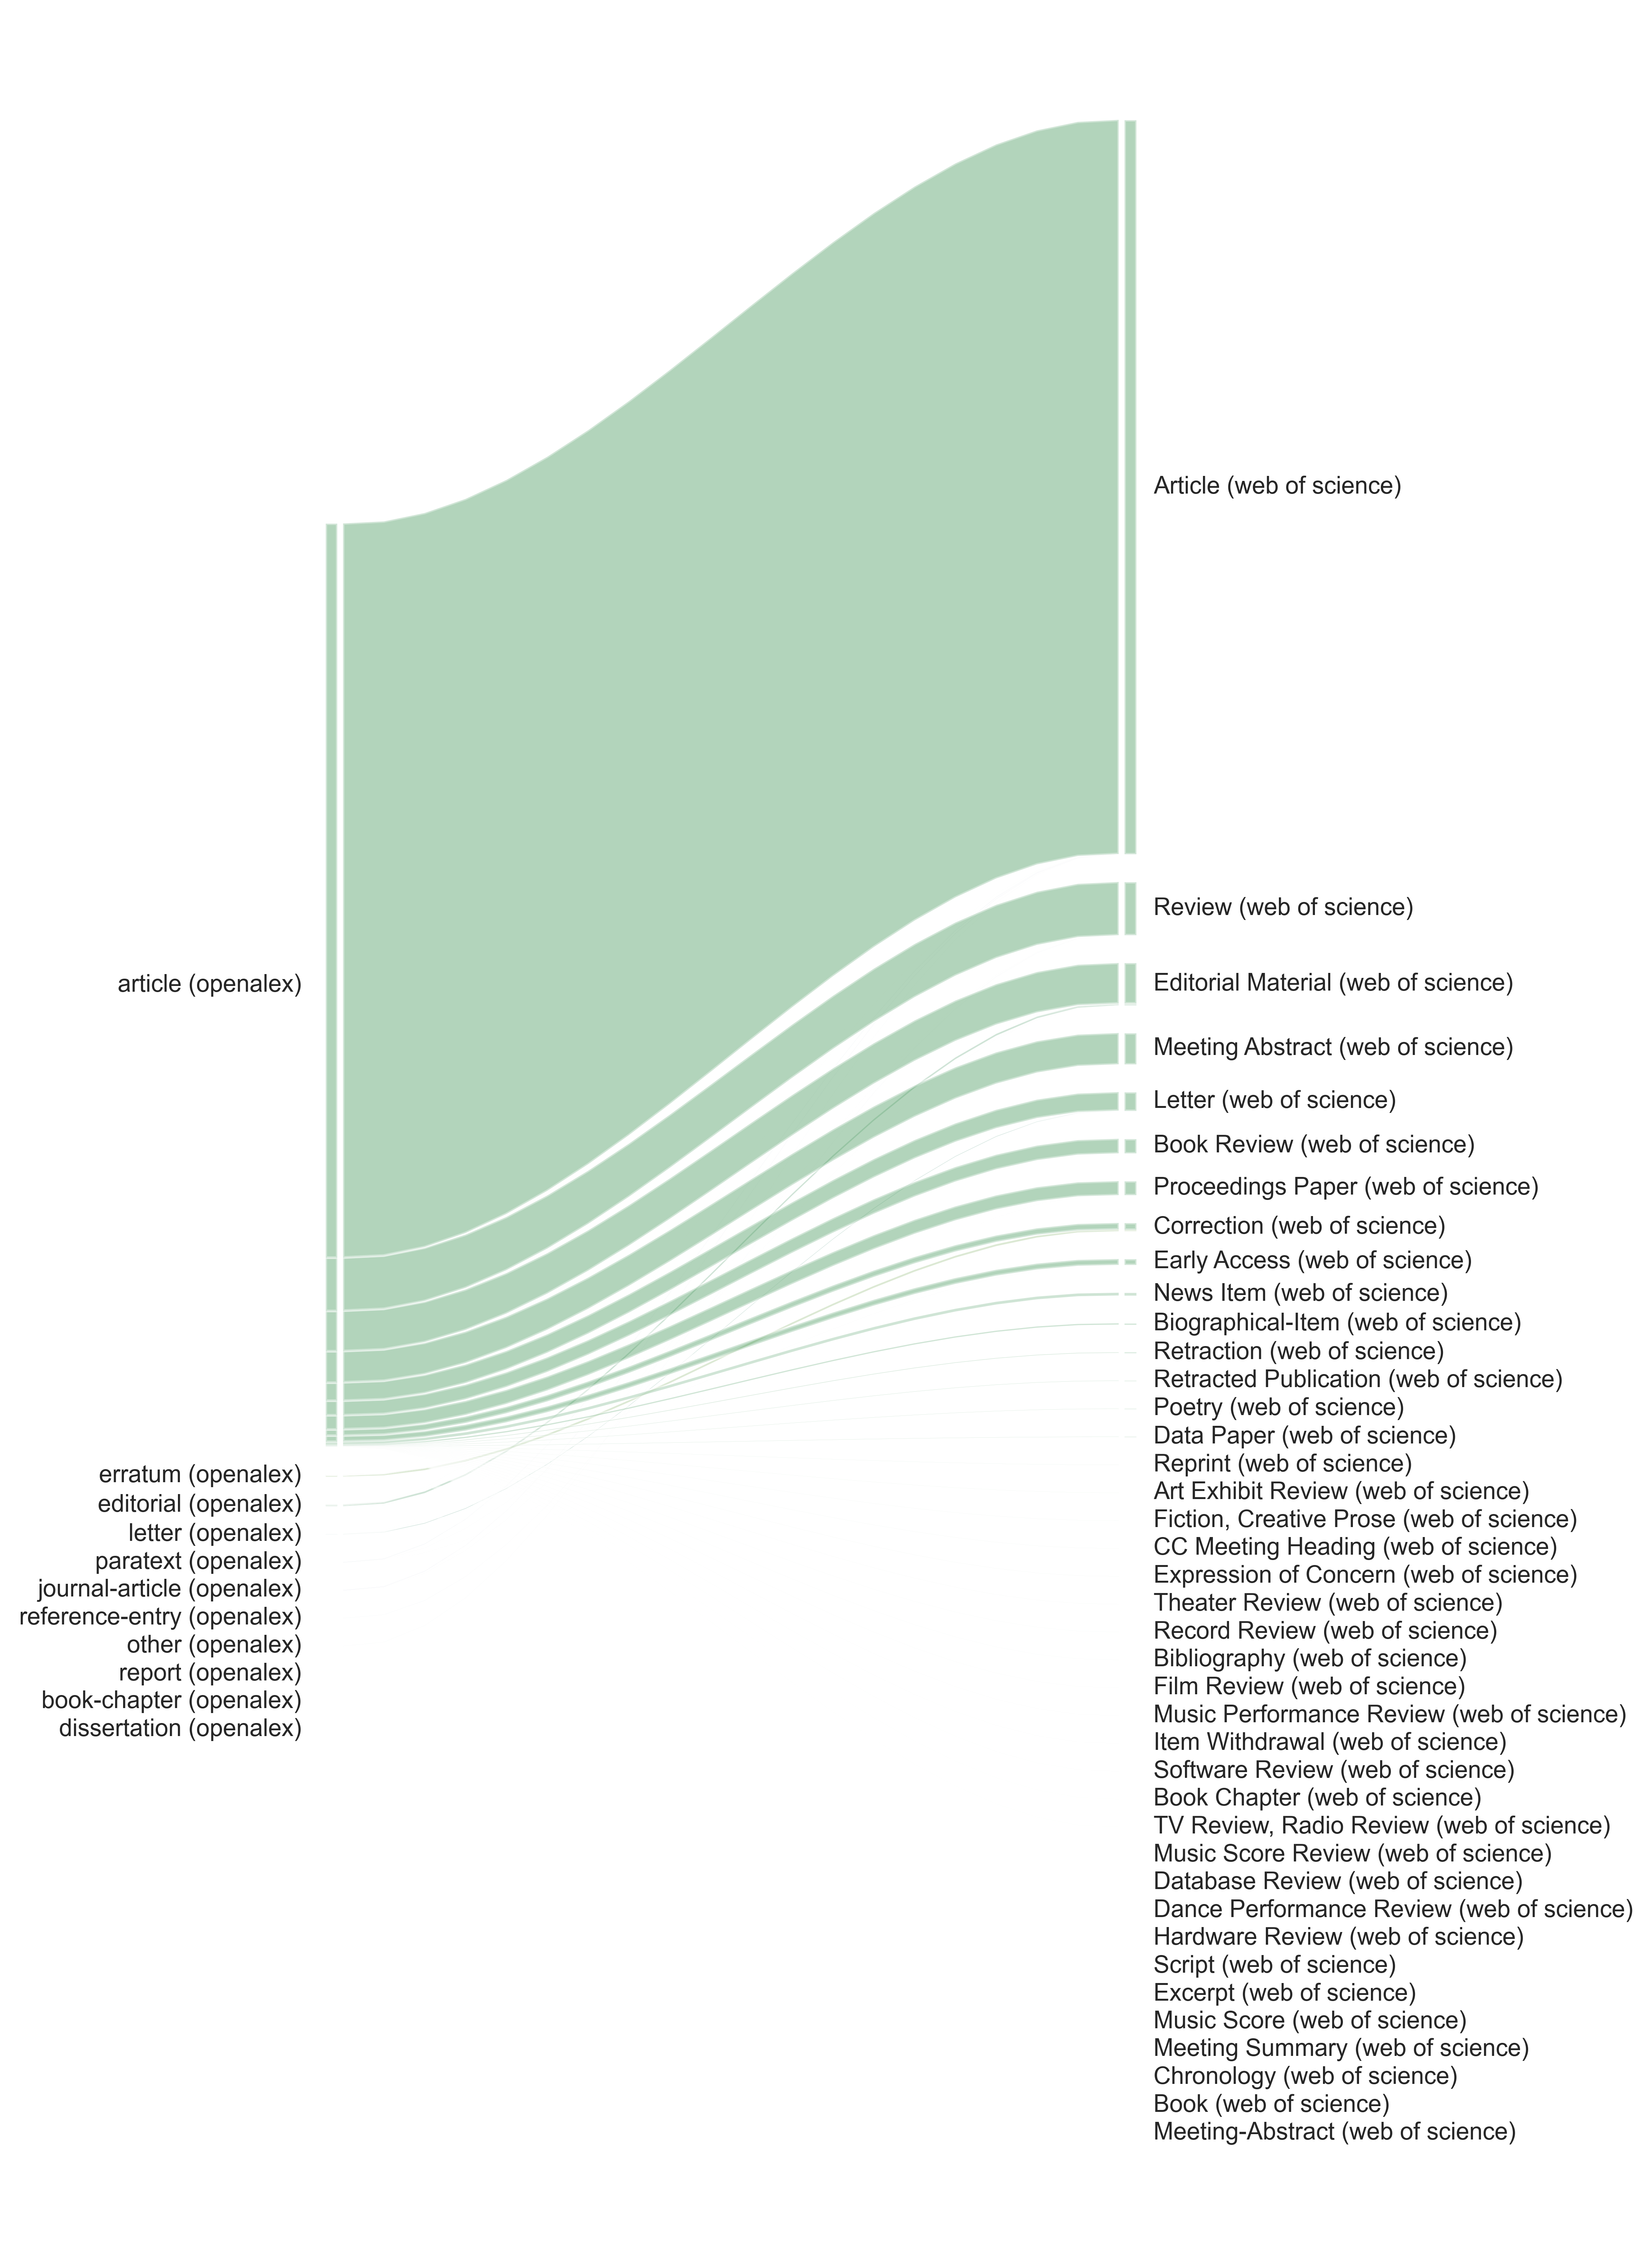 article (openalex)
erratum (openalex)
editorial (openalex)
letter (openalex)
paratext (openalex)
journal-article (openalex)
reference-entry (openalex)
other (openalex)
report (openalex)
book-chapter (openalex)
dissertation (openalex)
Article (web of science)
Review (web of science)
Editorial Material (web of science)
Meeting Abstract (web of science)
Letter (web of science)
Book Review (web of science)
Proceedings Paper (web of science)
Correction (web of science)
Early Access (web of science)
News Item (web of science)
Biographical-Item (web of science)
Retraction (web of science)
Retracted Publication (web of science)
Poetry (web of science)
Data Paper (web of science)
Reprint (web of science)
Art Exhibit Review (web of science)
Fiction, Creative Prose (web of science)
CC Meeting Heading (web of science)
Expression of Concern (web of science)
Theater Review (web of science)
Record Review (web of science)
Bibliography (web of science)
Film Review (web of science)
Music Performance Review (web of science)
Item Withdrawal (web of science)
Software Review (web of science)
Book Chapter (web of science)
TV Review, Radio Review (web of science)
Music Score Review (web of science)
Database Review (web of science)
Dance Performance Review (web of science)
Hardware Review (web of science)
Script (web of science)
Excerpt (web of science)
Music Score (web of science)
Meeting Summary (web of science)
Chronology (web of science)
Book (web of science)
Meeting-Abstract (web of science)